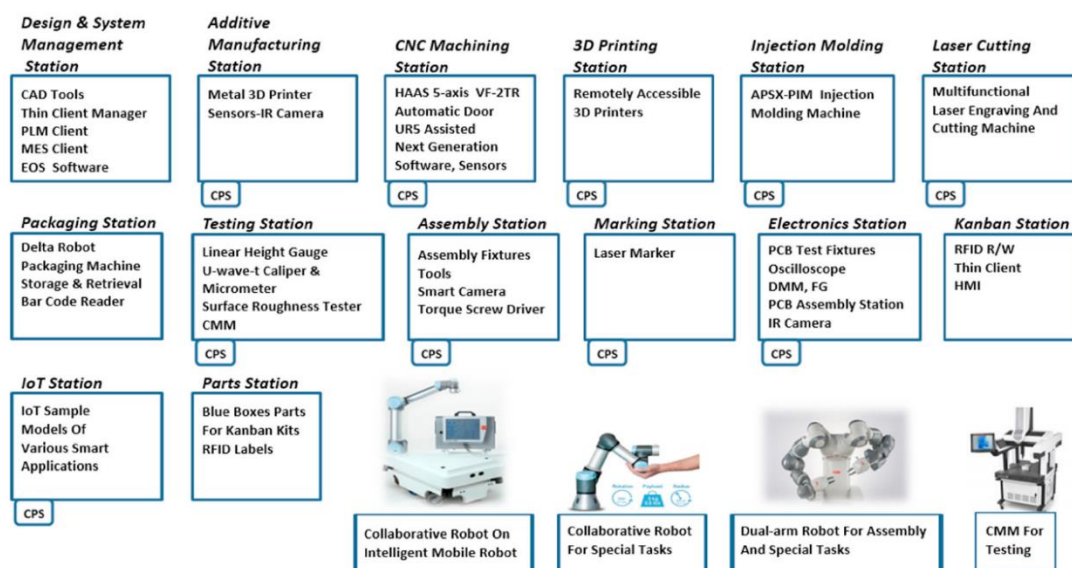 Design & System
Management
Station
CAD Tools
Thin Client Manager
PLM Client
MES Client
EOS Software
Additive
Manufacturing
Station
Metal 3D Printer
Sensors-IR Camera
CPS
CNC Machining
Station
HAAS 5-axis VF-2TR
Automatic Door
UR5 Assisted
Next Generation
Software, Sensors
CPS
3D Printing
Station
Remotely Accessible
3D Printers
CPS
Injection Molding
Station
APSX-PIM Injection
Molding Machine
CPS
Laser Cutting
Station
Multifunctional
Laser Engraving And
Cutting Machine
CPS
Packaging Station
Delta Robot
Packaging Machine
Storage & Retrieval
Bar Code Reader
Testing Station
Linear Height Gauge
U-wave-t Caliper &
Micrometer
Surface Roughness Tester
CMM
CPS
Assembly Station
Assembly Fixtures
Tools
Smart Camera
Torque Screw Driver
CPS
Marking Station
Laser Marker
CPS
Electronics Station
PCB Test Fixtures
Oscilloscope
DMM, FG
PCB Assembly Station
IR Camera
CPS
Kanban Station
RFID R/W
Thin Client
HMI
IoT Station
IoT Sample
Models Of
Various Smart
Applications
CPS
Parts Station
Blue Boxes Parts
For Kanban Kits
RFID Labels
Collaborative Robot On
Intelligent Mobile Robot
Rotation
Payload
Radius
Collaborative Robot
For Special Tasks
Dual-arm Robot For Assembly
And Special Tasks
CMM For
Testing